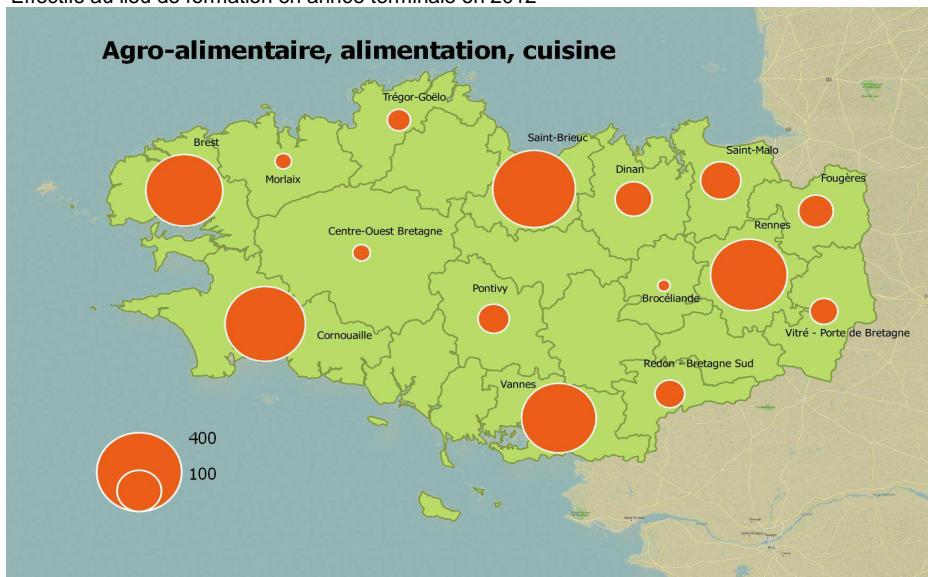 Effectifs au lieu de formation en année terminale en 2012
Agro-alimentaire, alimentation, cuisine
Trégor-Goëlo
Brest
Saint-Brieuc
Saint-Malo
Morlaix
Dinan
Fougères
Centre-Ouest Bretagne
Rennes
Pontivy
Brocéliande
Cornouaille
Vitré - Porte de Bretagne
Redon - Bretagne Sud
Vannes
400
100